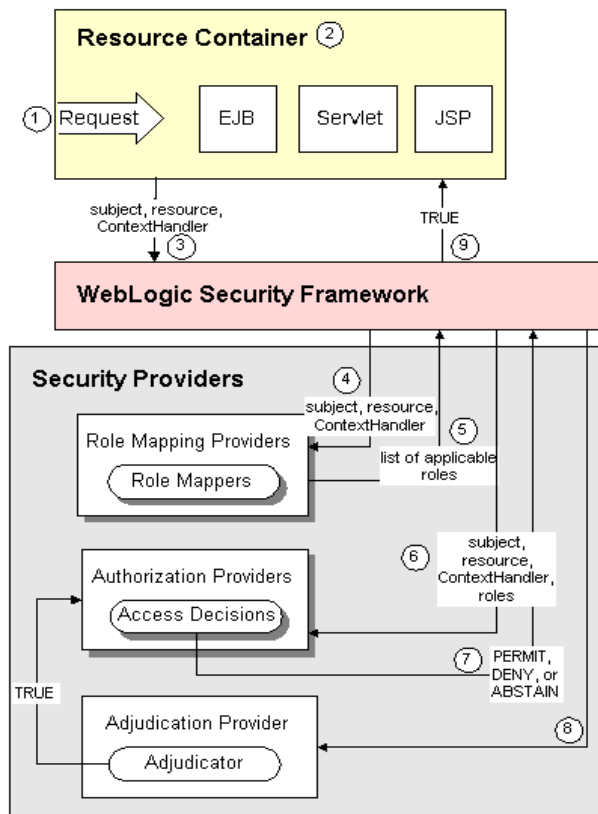 Resource Container 2
1 Request
EJB
Servlet
JSP
subject, resource,
ContextHandler
3
TRUE
9
WebLogic Security Framework
Security Providers
4
subject, resource,
ContextHandler
5
list of applicable
roles
Role Mapping Providers
Role Mappers
6
subject,
resource,
ContextHandler,
roles
Authorization Providers
Access Decisions
7
PERMIT,
DENY, or
ABSTAIN
TRUE
8
Adjudication Provider
Adjudicator